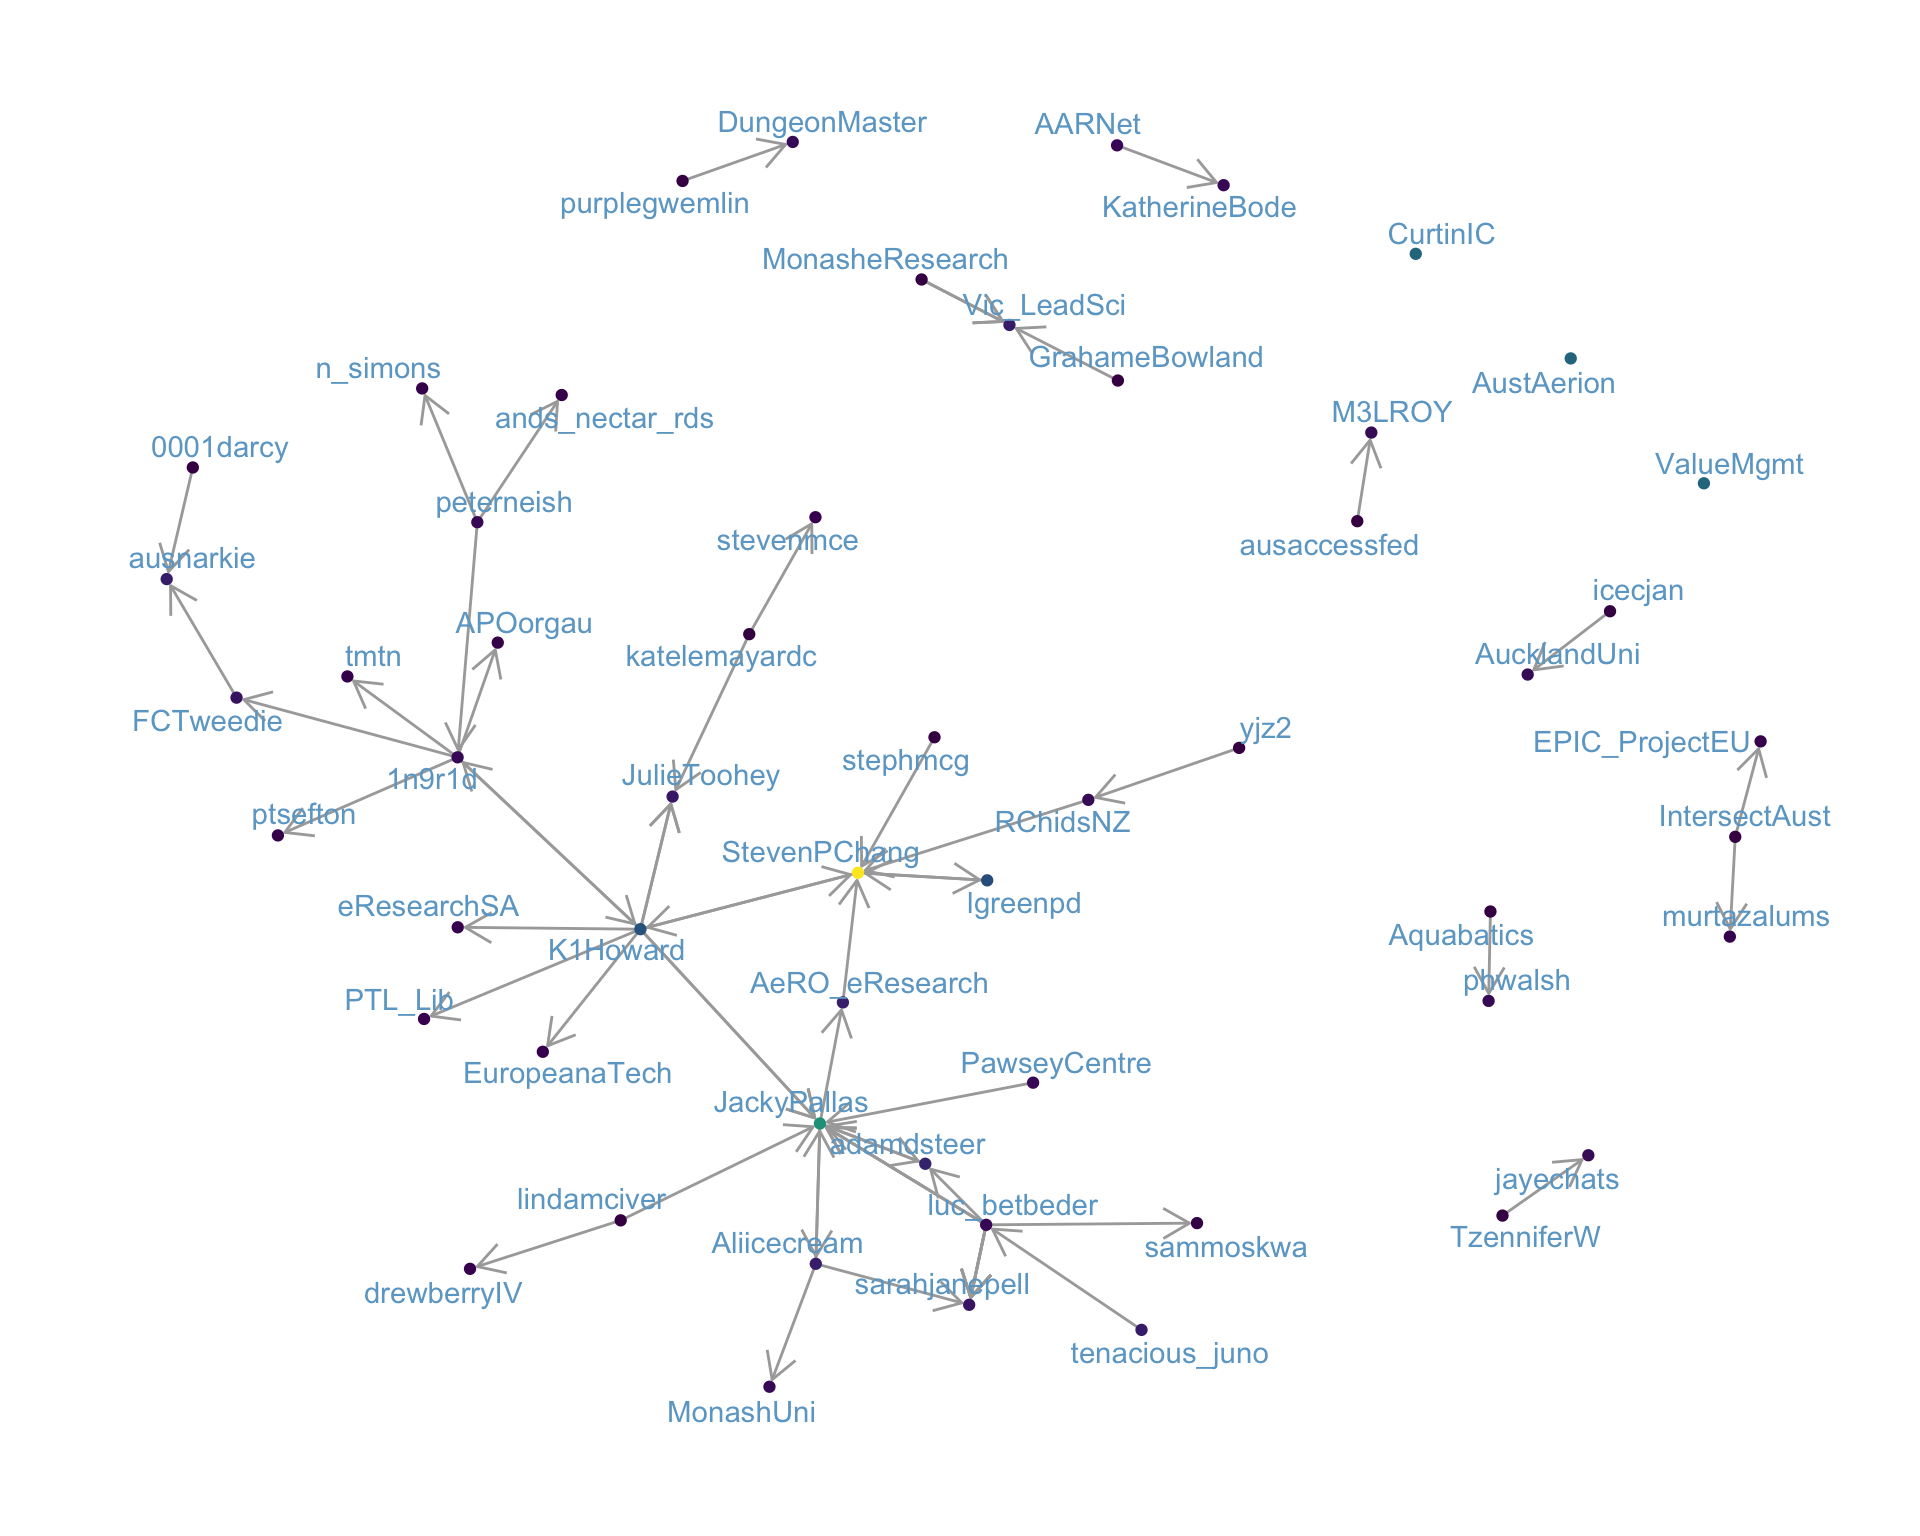 DungeonMaster
AARNet
purplegwemlin
KatherineBode
CurtinIC
MonasheResearch
Vic_LeadSci
GrahameBowland
n_simons
AustAerion
ands_nectar_rds
M3LROY
0001darcy
ValueMgmt
peterneish
stevenmce
ausaccessfed
ausnarkie
icecjan
APOorgau
tmtn
katelemayardc
AucklandUni
FCTweedie
yjz2
EPIC_ProjectEU
stephmcg
1n9r1d
JulieToohey
ptsefton
RChidsNZ
IntersectAust
StevenPChang
eResearchSA
lgreenpd
murtazalums
K1Howard
Aquabatics
AeRO_eResearch
phwalsh
PTL_Lib
EuropeanaTech
PawseyCentre
JackyPallas
adamdsteer
jayechats
lindamciver
luc_betbeder
Aliicecream
sammoskwa
TzenniferW
drewberryIV
sarahjanepell
tenacious_juno
MonashUni